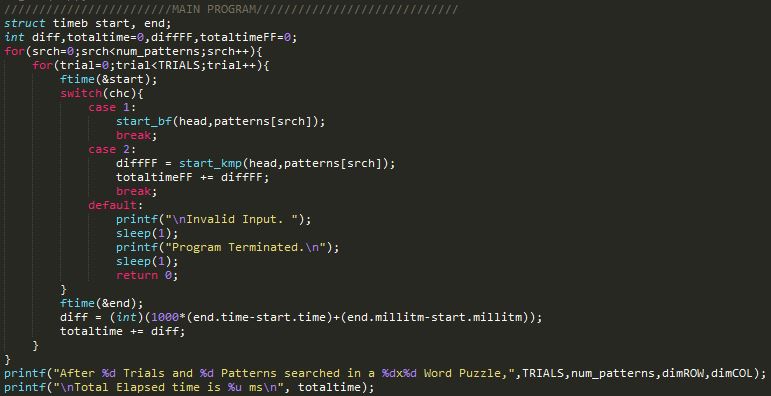 ////////////////////////MAIN PROGRAM/////////////////////////////
struct timeb start, end;
int diff,totaltime=0,diffFF,totaltimeFF=0;
for(srch=0;srch<num_patterns;srch++){
    for(trial=0;trial<TRIALS;trial++){
        ftime(&start);
        switch(chc){
            case 1:
                start_bf(head,patterns[srch]);
                break;
            case 2:
                diffFF = start_kmp(head,patterns[srch]);
                totaltimeFF += diffFF;
                break;
            default:
                printf("\nInvalid Input. ");
                sleep(1);
                printf("Program Terminated.\n");
                sleep(1);
                return 0;
        }
        ftime(&end);
        diff = (int)(1000*(end.time-start.time)+(end.millitm-start.millitm));
        totaltime += diff;
    }
}
printf("After %d Trials and %d Patterns searched in a %dx%d Word Puzzle,",TRIALS,num_patterns,dimROW,dimCOL);
printf("\nTotal Elapsed time is %u ms\n", totaltime);